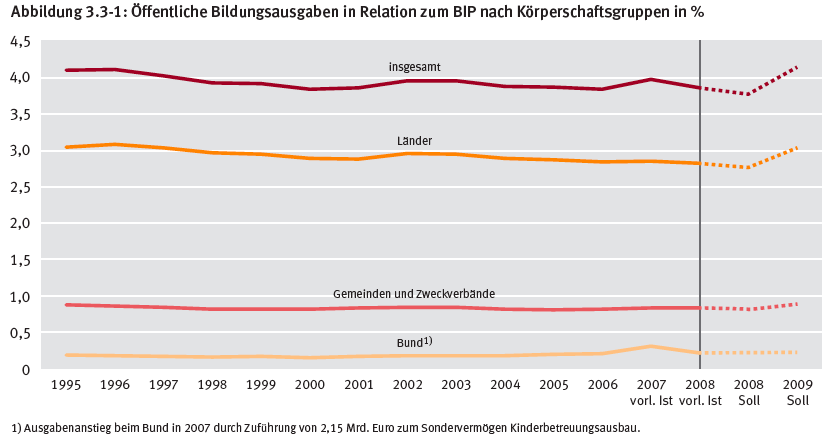 Abbildung 3.3-1: Öffentliche Bildungsausgaben in Relation zum BIP nach Körperschaftsgruppen in %
4,5
4,0
3,5
3,0
2,5
2,0
1,5
1,0
0,5
0
insgesamt
Länder
Gemeinden und Zweckverbände
Bund1)
1995 1996 1997 1998 1999 2000 2001 2002 2003 2004 2005 2006 2007 2008 2008 2009
vorl. Ist vorl. Ist Soll Soll
1) Ausgabenanstieg beim Bund in 2007 durch Zuführung von 2,15 Mrd. Euro zum Sondervermögen Kinderbetreuungsausbau.